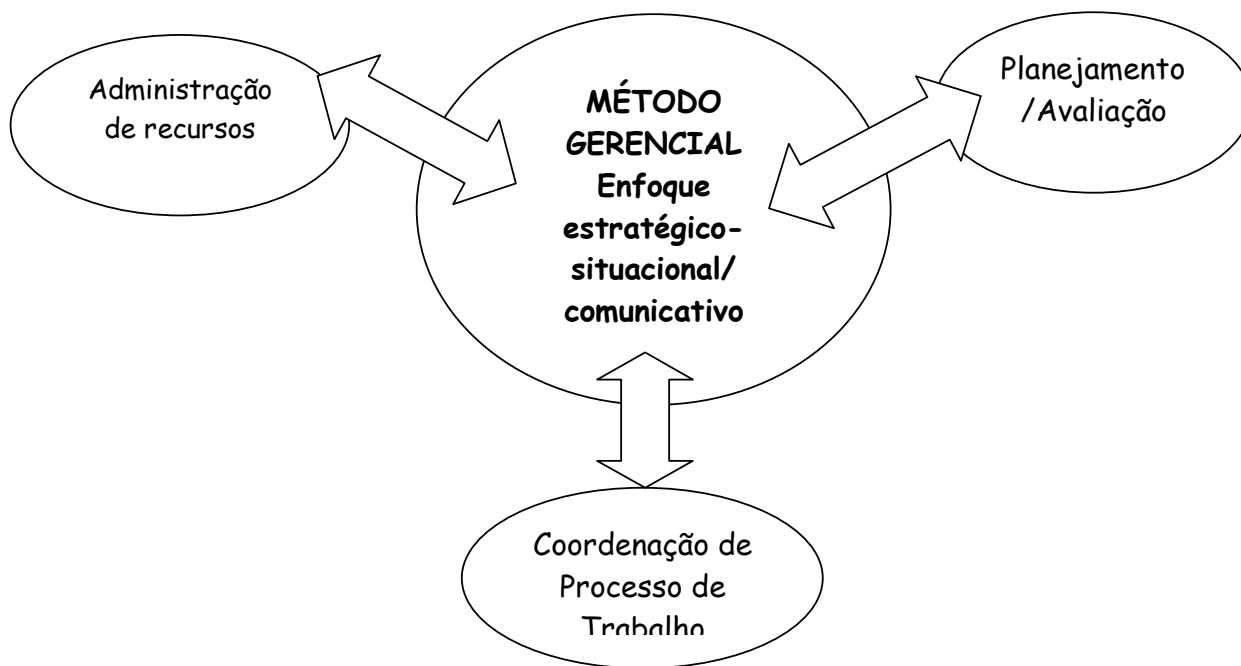 Administração
de recursos
MÉTODO
GERENCIAL
Enfoque
estratégico-
situacional/
comunicativo
Planejamento
/Avaliação
Coordenação de
Processo de
Trabalho